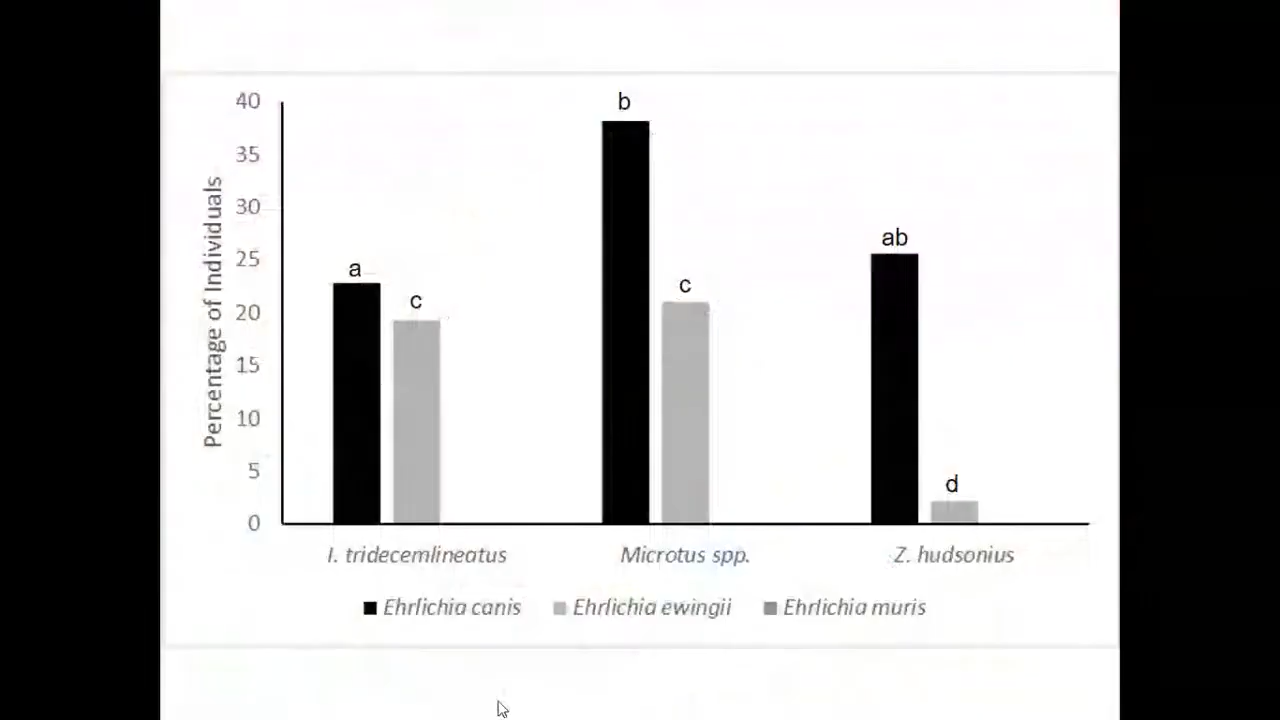 40
35
30
25
20
15
10
5
0
Percentage of Individuals
a
c
b
c
ab
d
I. tridecemlineatus
Microtus spp.
Z. hudsonius
Ehrlichia canis Ehrlichia ewingii Ehrlichia muris